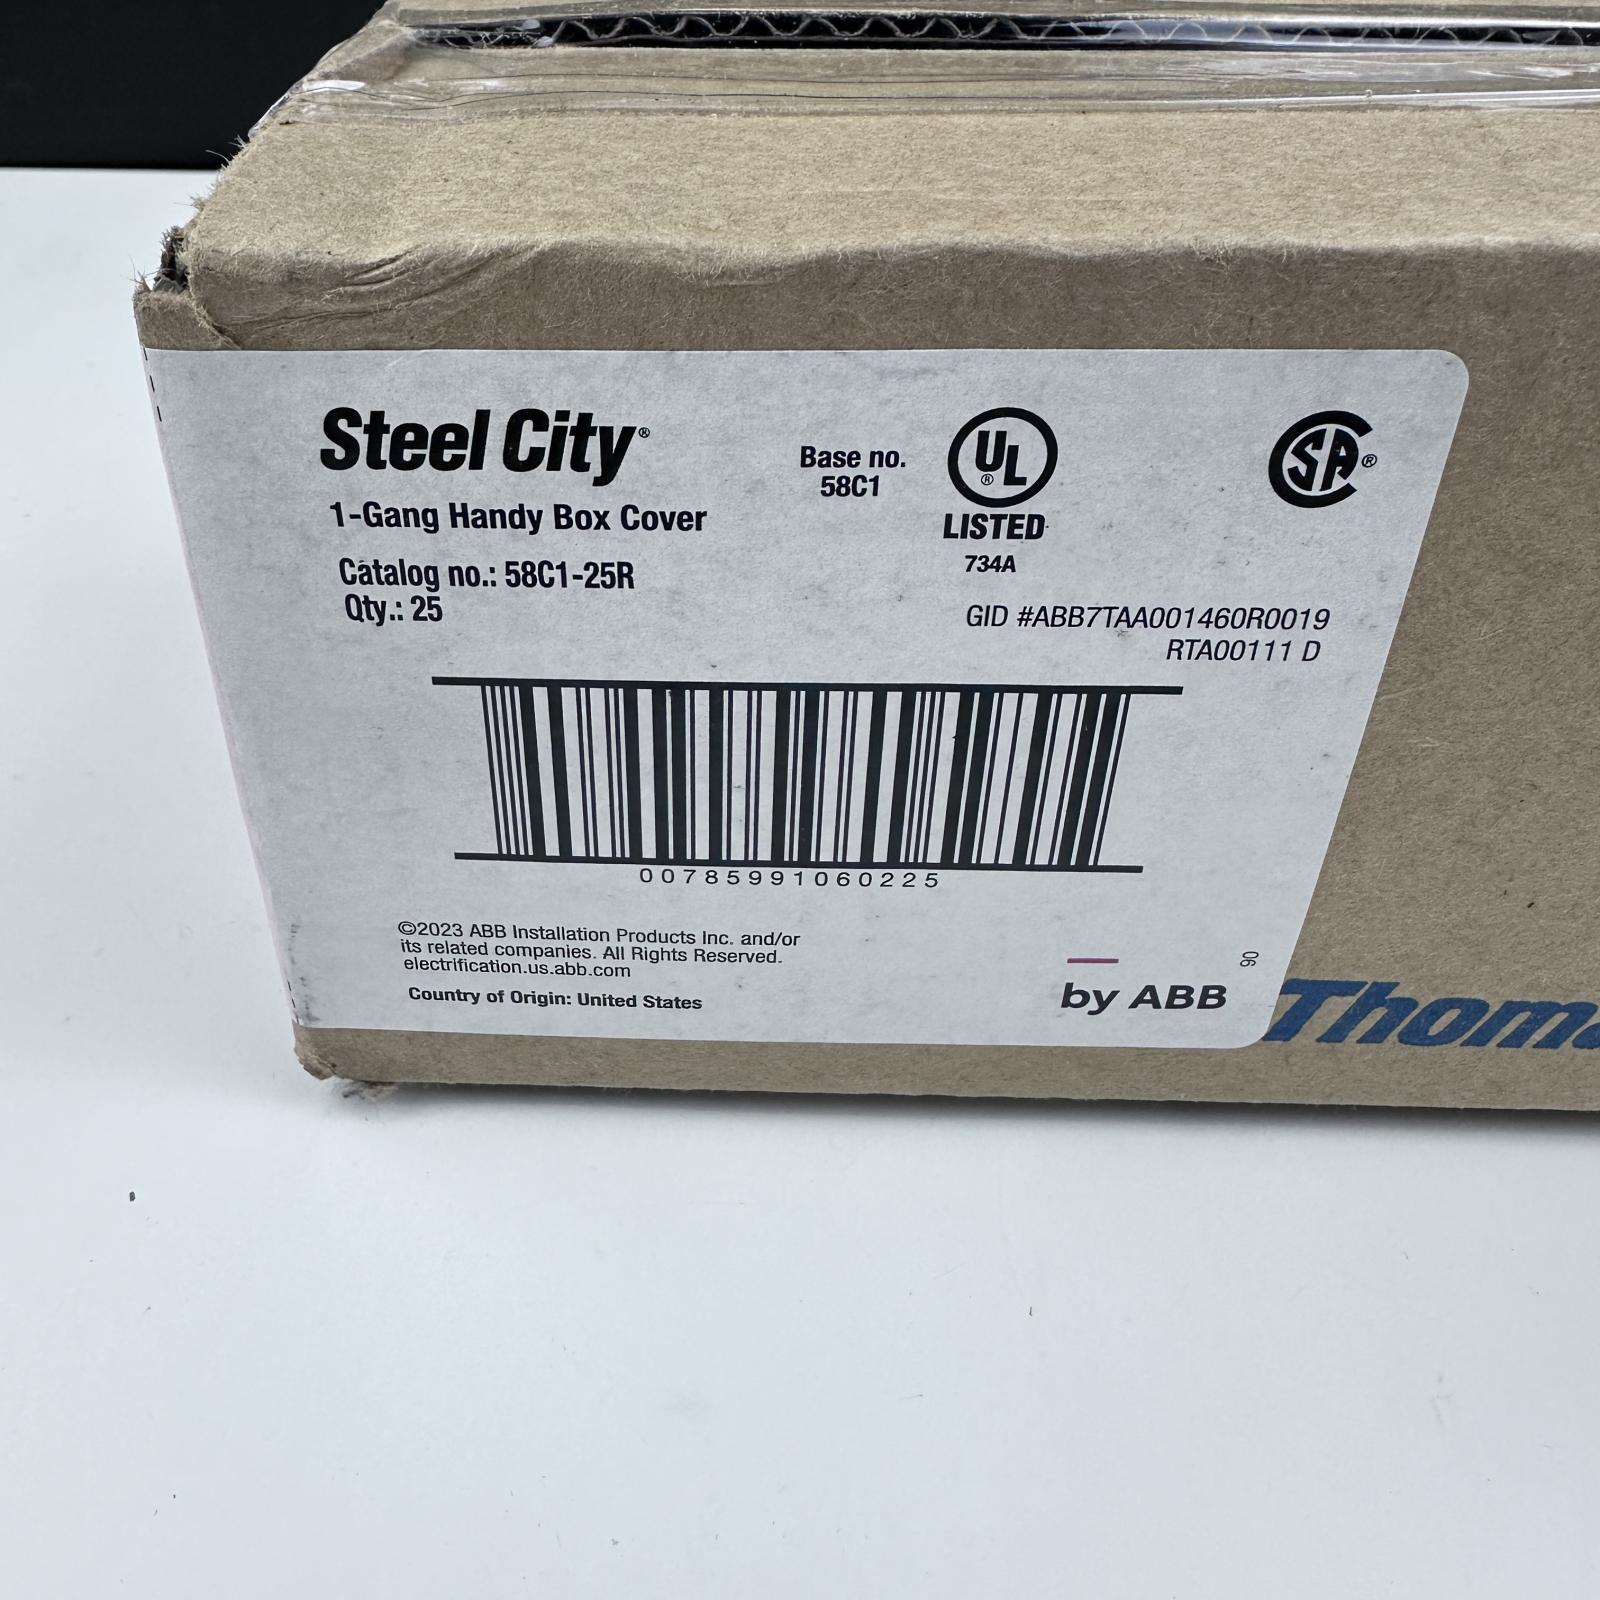 Steel City®
1-Gang Handy Box Cover
Catalog no.: 58C1-25R
Qty.: 25
Base no.
58C1
UL®
LISTED
734A
SA®
GID #ABB7TAA001460R0019
RTA00111 D
00785991060225
©2023 ABB Installation Products Inc. and/or
its related companies. All Rights Reserved.
electrification.us.abb.com
Country of Origin: United States
by ABB
90
Thom